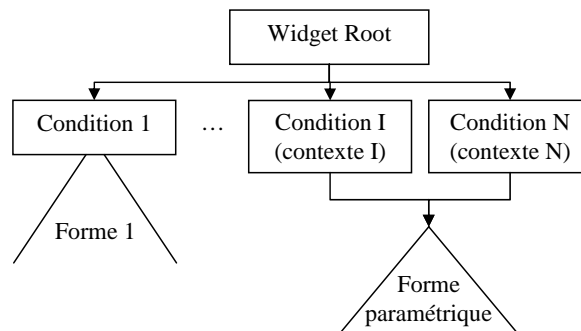 Widget Root
Condition 1
…
Condition I
(contexte I)
Condition N
(contexte N)
Forme 1
Forme
paramétrique